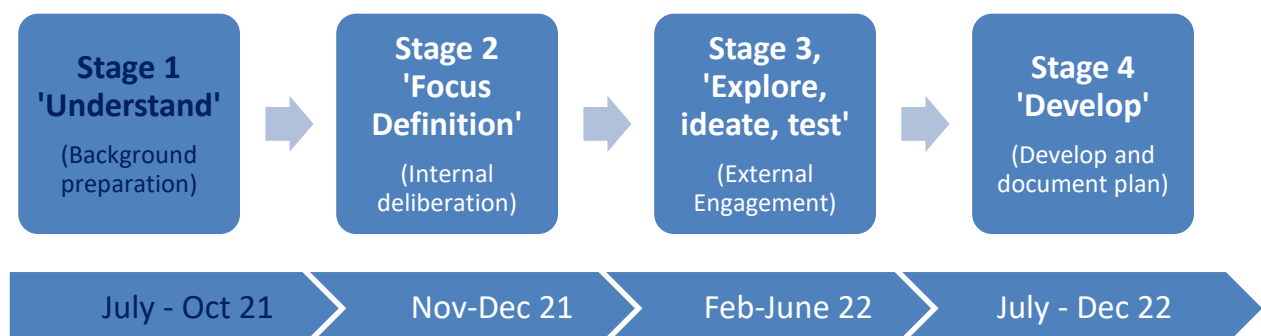 Stage 1
'Understand'
(Background
preparation)
Stage 2
'Focus
Definition'
(Internal
deliberation)
Stage 3,
'Explore,
ideate, test'
(External
Engagement)
Stage 4
'Develop'
(Develop and
document plan)
July - Oct 21
Nov-Dec 21
Feb-June 22
July - Dec 22